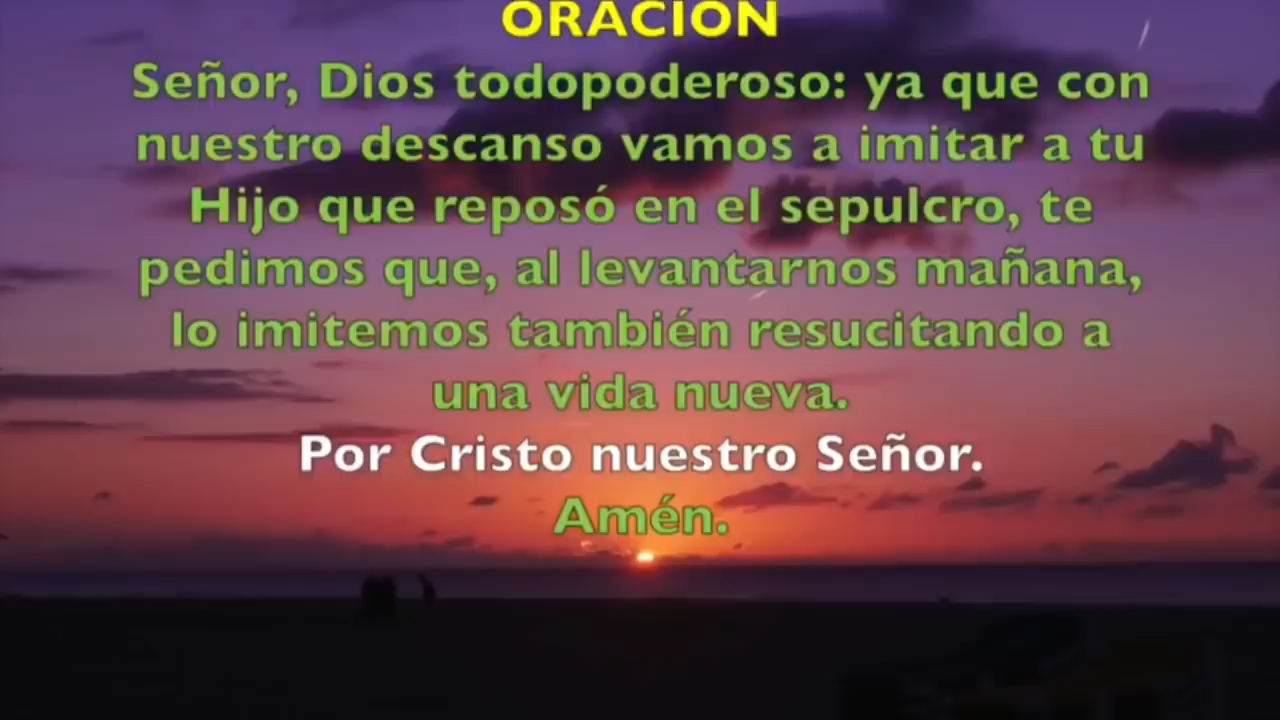 ORACIÓN
Señor, Dios todopoderoso: ya que con
nuestro descanso vamos a imitar a tu
Hijo que reposó en el sepulcro, te
pedimos que, al levantarnos mañana,
lo imitemos también resucitando a
una vida nueva.
Por Cristo nuestro Señor.
Amén.